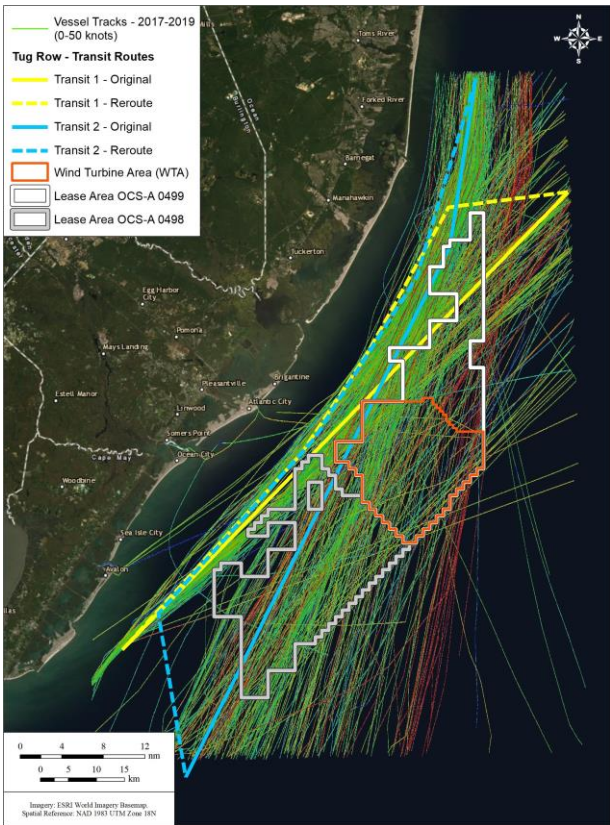 Vessel Tracks - 2017-2019
(0-50 knots)
Tug Row - Transit Routes
Transit 1 - Original
Transit 1 - Reroute
Transit 2 - Original
Transit 2 - Reroute
Wind Turbine Area (WTA)
Lease Area OCS-A 0499
Lease Area OCS-A 0498
N
W
E
S
Toms River
Ocean
Burlington
Forked River
Barnegat
Manahawkin
Tuckerton
Egg Harbor
City
Pomona
Mays Landing
Pleasantville
Brigantine
Estell Manor
Atlantic City
Linwood
Somers Point
Cape May
Ocean City
Woodbine
Sea Isle City
Avalon
llas
0 4 8 12
nm
0 5 10 15
km
Imagery: ESRI World Imagery Basemap.
Spatial Reference: NAD 1983 UTM Zone 18N